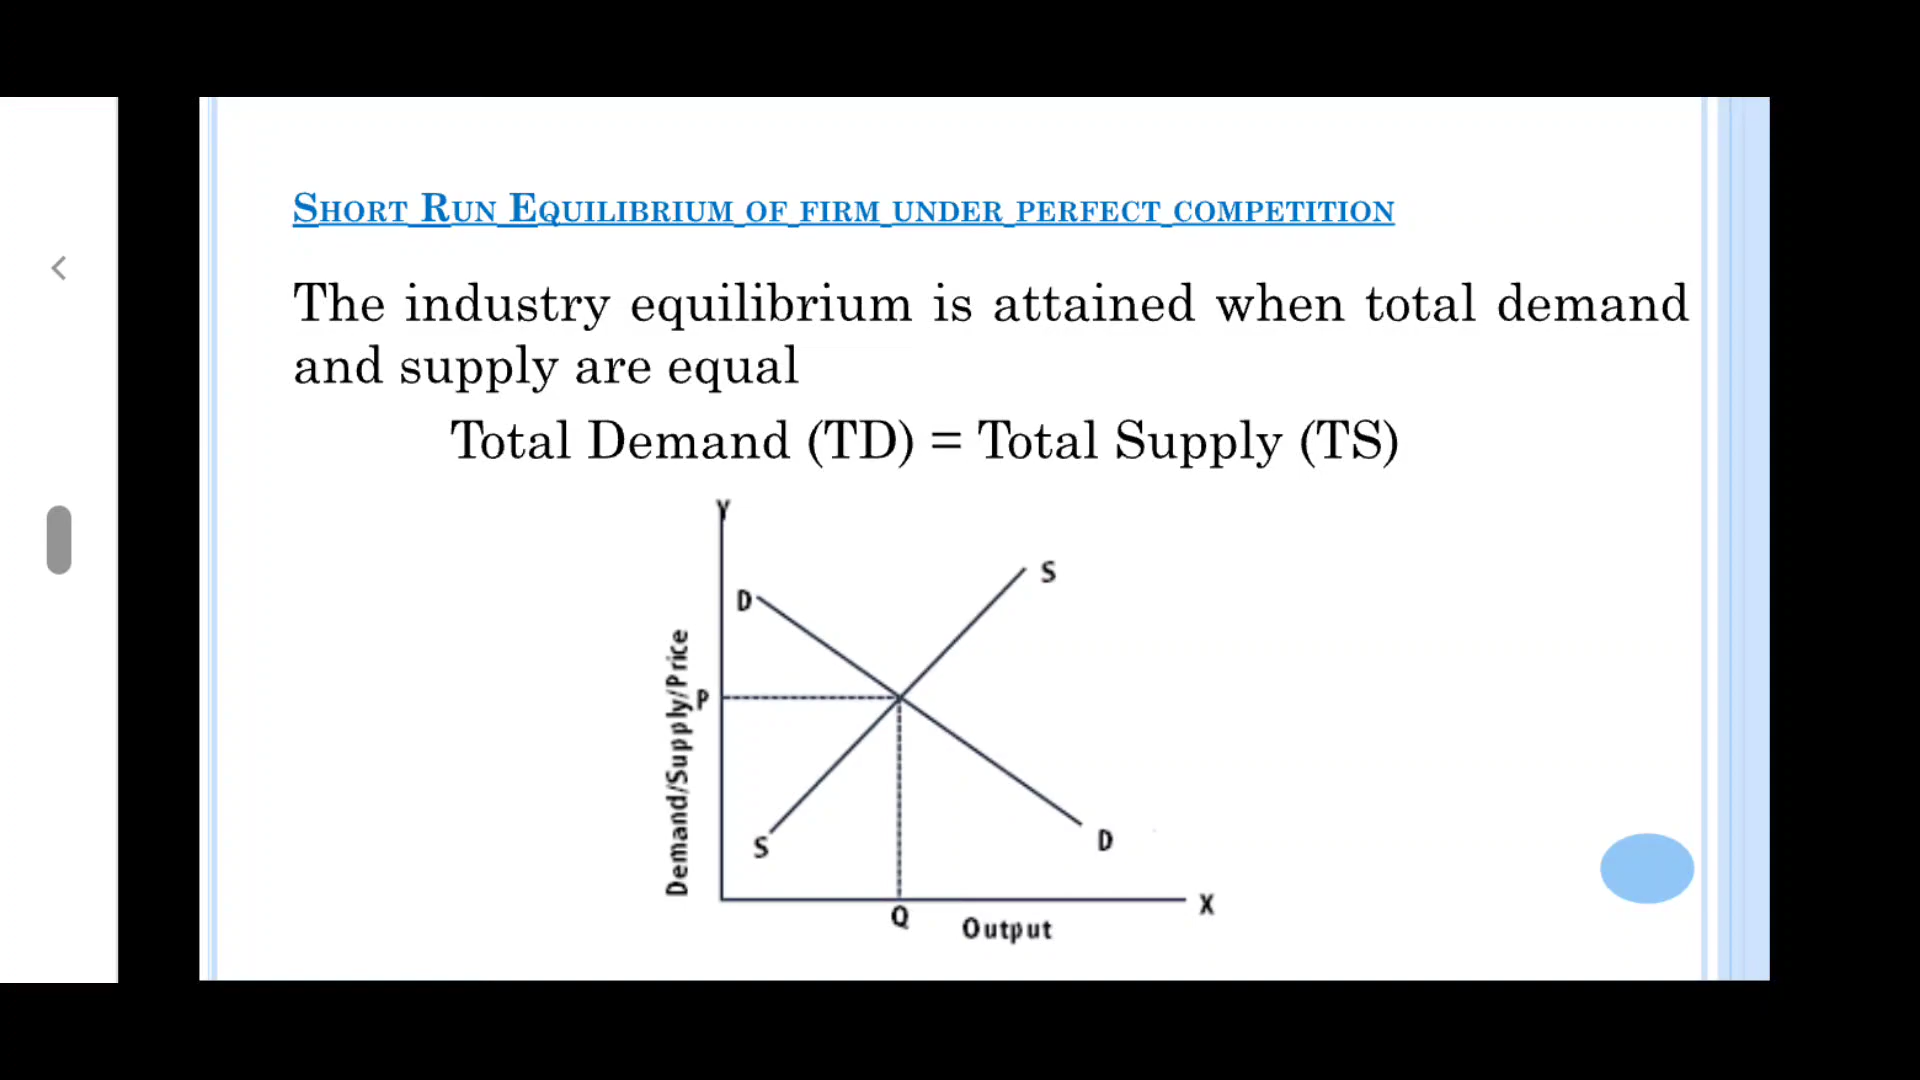 SHORT RUN EQUILIBRIUM OF FIRM UNDER PERFECT COMPETITION
The industry equilibrium is attained when total demand
and supply are equal
Total Demand (TD) = Total Supply (TS)
Y
S
D
Demand/Supply/Price
P
S
D
X
Q
Output